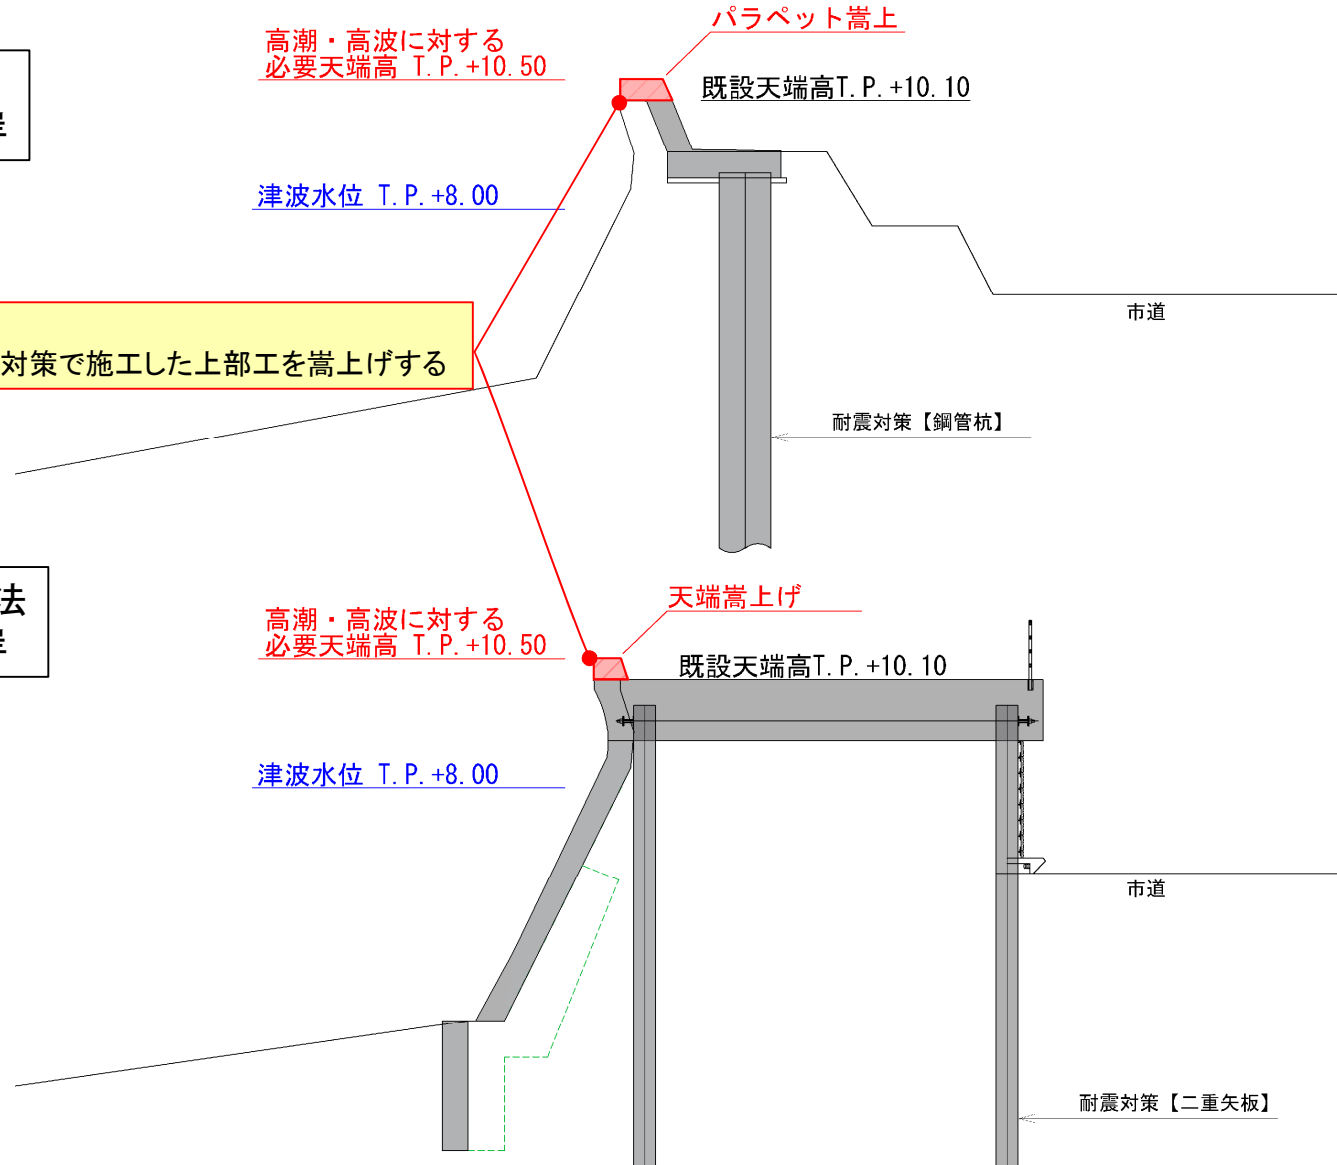 パラペット嵩上
高潮・高波に対する
必要天端高 T.P.+10.50
既設天端高T.P.+10.10
津波水位 T.P.+8.00
市道
対策で施工した上部工を嵩上げする
耐震対策【鋼管杭】
法
天端嵩上げ
高潮・高波に対する
必要天端高 T.P.+10.50
既設天端高T.P.+10.10
津波水位 T.P.+8.00
市道
耐震対策【二重矢板】